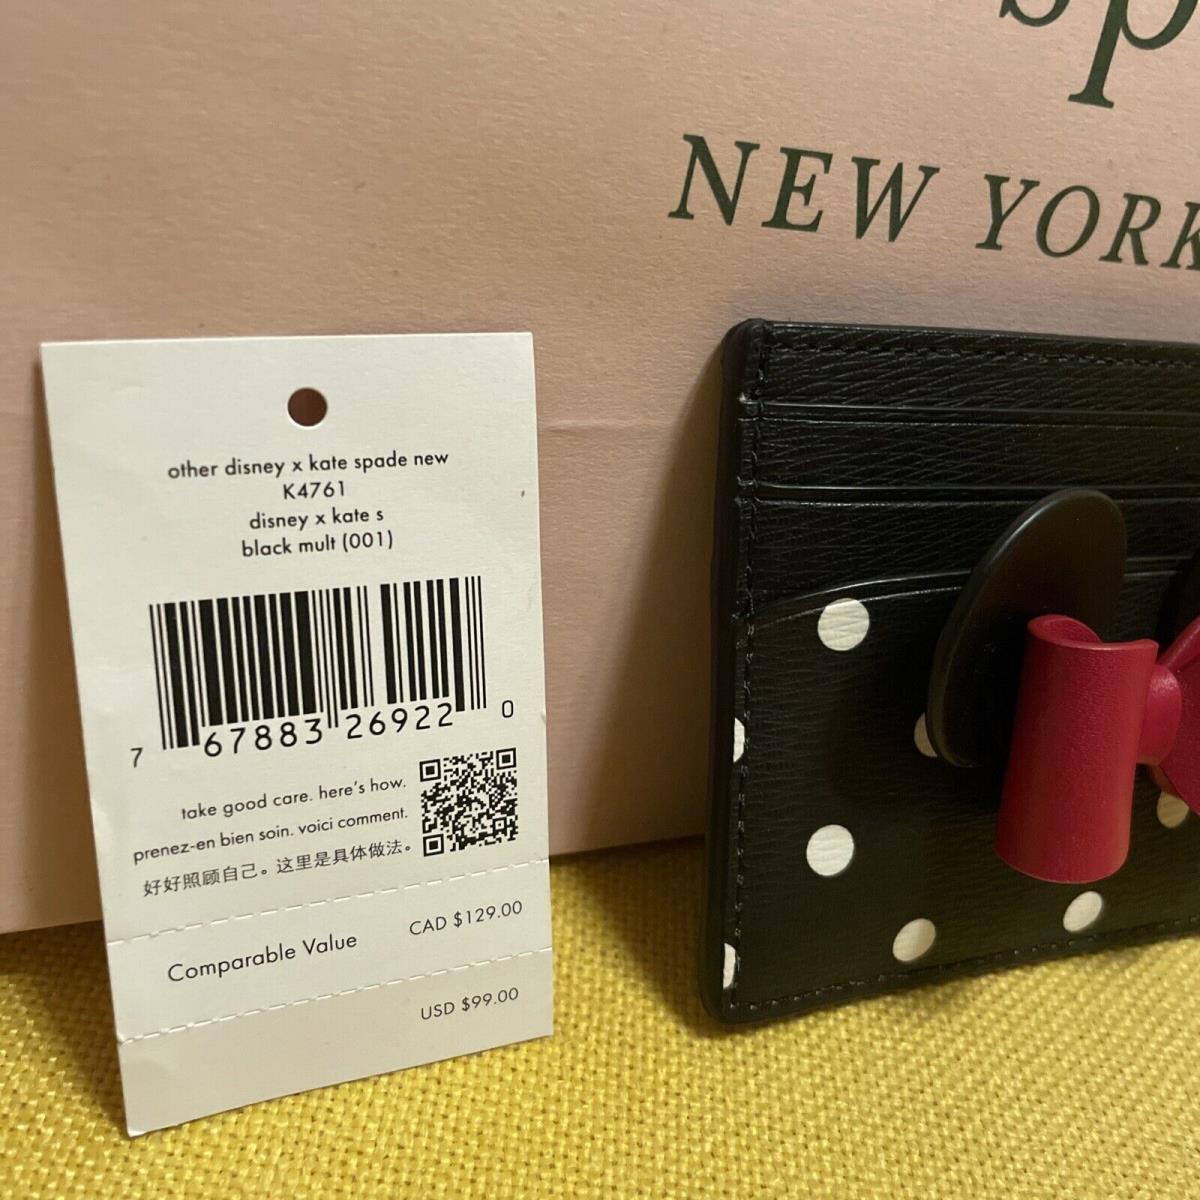 sp
NEW YORK
other disney x kate spade new
K4761
disney x kate s
black mult (001)
7 67883 26922 0
take good care. here's how.
prenez-en bien soin. voici comment.
好好照顾自己。这里是具体做法。
Comparable Value CAD $129.00
USD $99.00